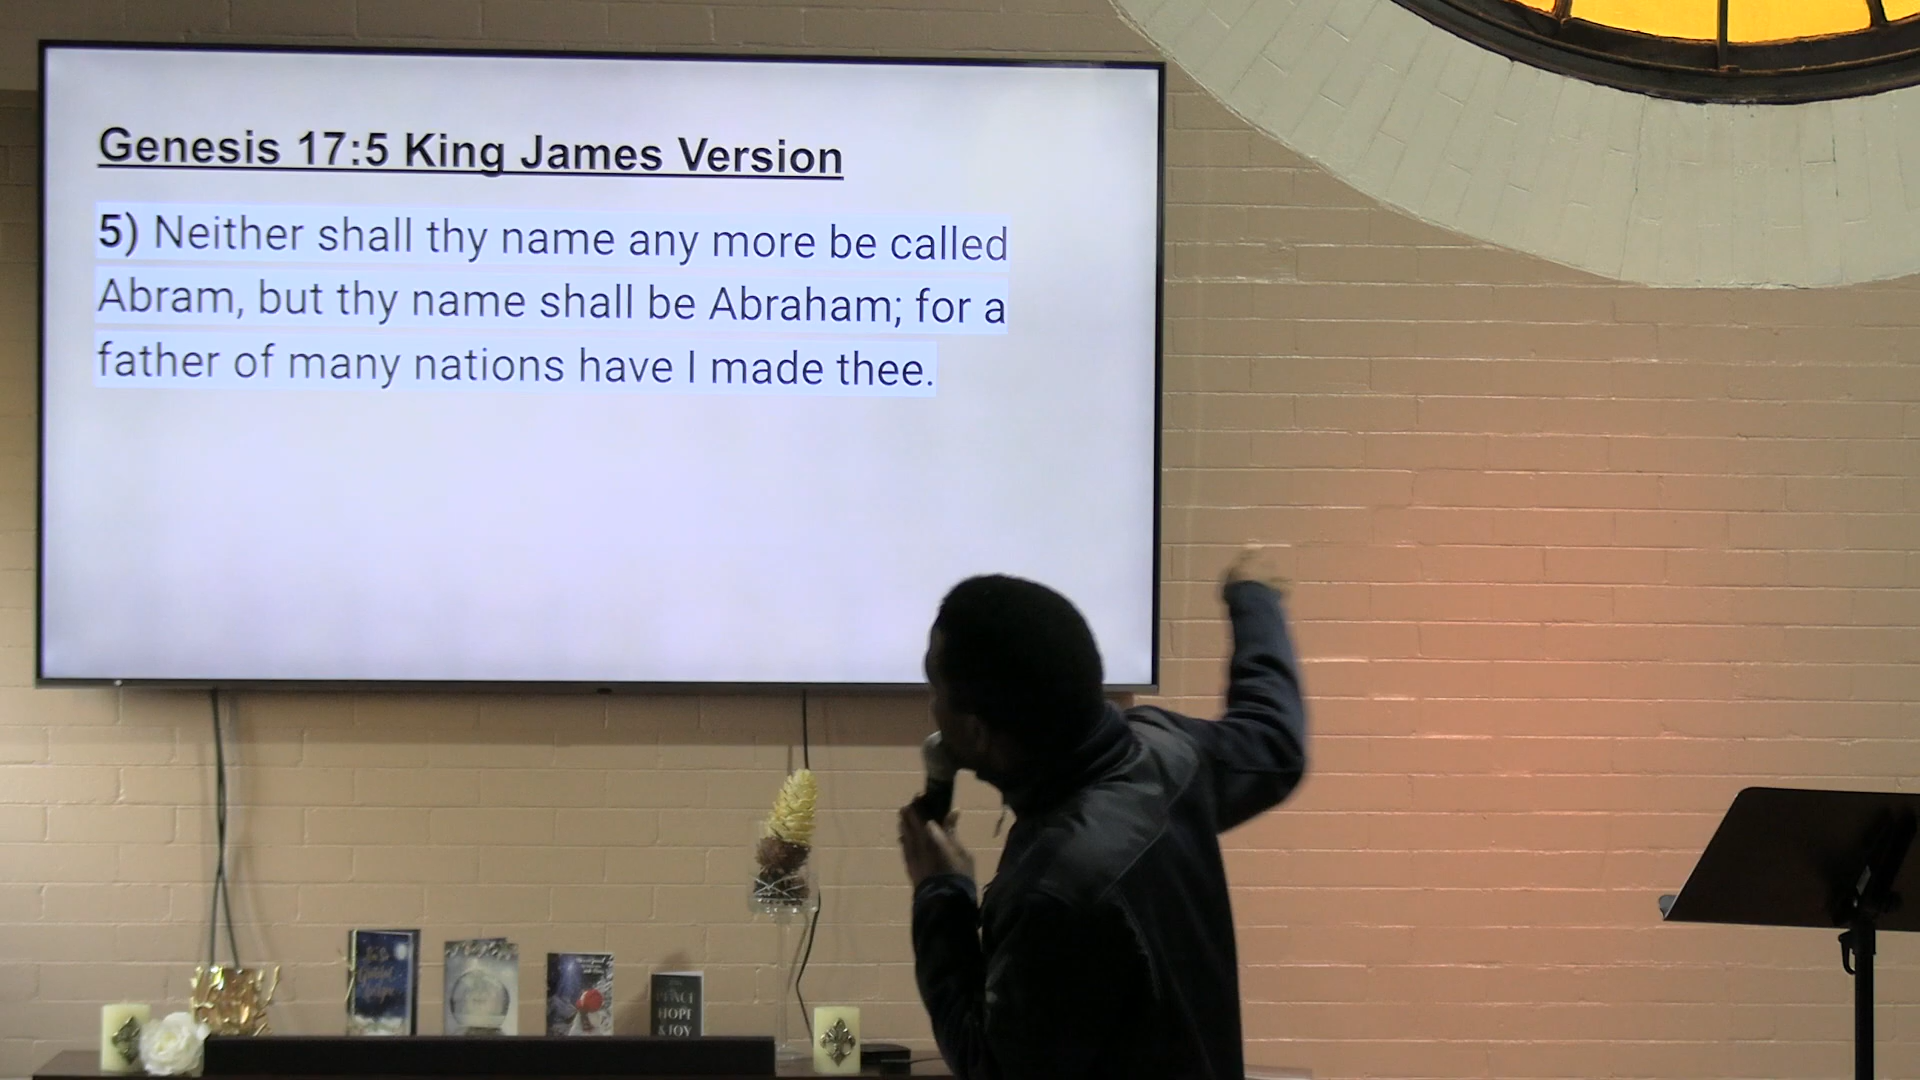 Genesis 17:5 King James Version
5) Neither shall thy name any more be called
Abram, but thy name shall be Abraham; for a
father of many nations have I made thee.
PEACE
HOPE
& JOY